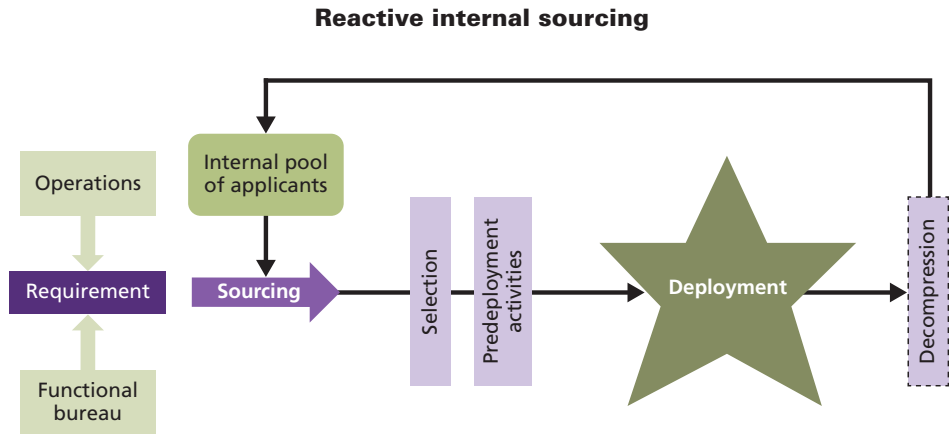 Reactive internal sourcing
Operations
Requirement
Functional
bureau
Internal pool
of applicants
Sourcing
Selection
Predeployment
activities
Deployment
Decompression